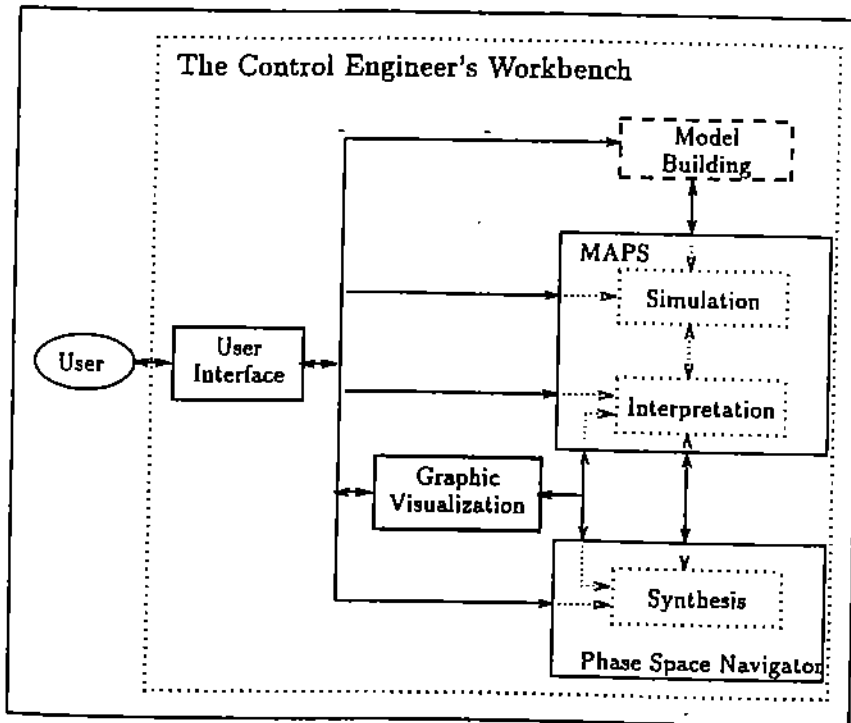 The Control Engineer's Workbench
Model
Building
MAPS
Simulation
User
User
Interface
Interpretation
Graphic
Visualization
Synthesis
Phase Space Navigator